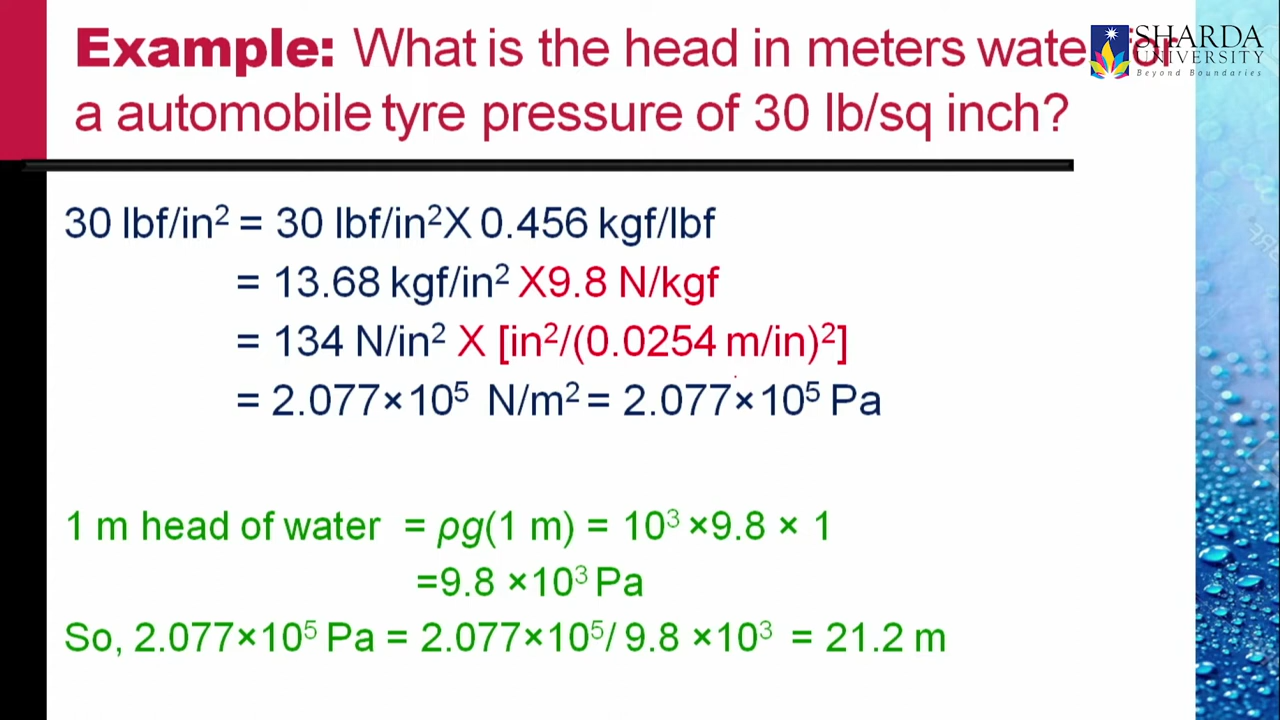 Example: What is the head in meters wate
SHARDA
UNIVERSITY
Beyond Boundaries
a automobile tyre pressure of 30 lb/sq inch?
30 lbf/in² = 30 lbf/in²X 0.456 kgf/lbf
= 13.68 kgf/in² X9.8 N/kgf
= 134 N/in² X [in²/(0.0254 m/in)²]
= 2.077×10⁵ N/m² = 2.077×10⁵ Pa
1 m head of water = ρg(1 m) = 10³ ×9.8 × 1
=9.8 ×10³ Pa
So, 2.077×10⁵ Pa = 2.077×10⁵/ 9.8 ×10³ = 21.2 m